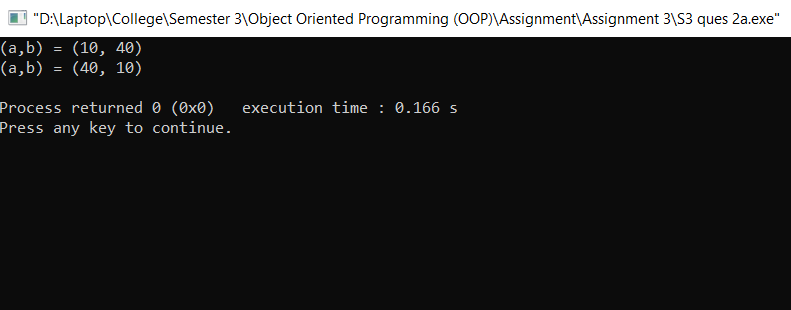 "D:\Laptop\College\Semester 3\Object Oriented Programming (OOP)\Assignment\Assignment 3\S3 ques 2a.exe"
(a,b) = (10, 40)
(a,b) = (40, 10)
Process returned 0 (0x0)   execution time : 0.166 s
Press any key to continue.